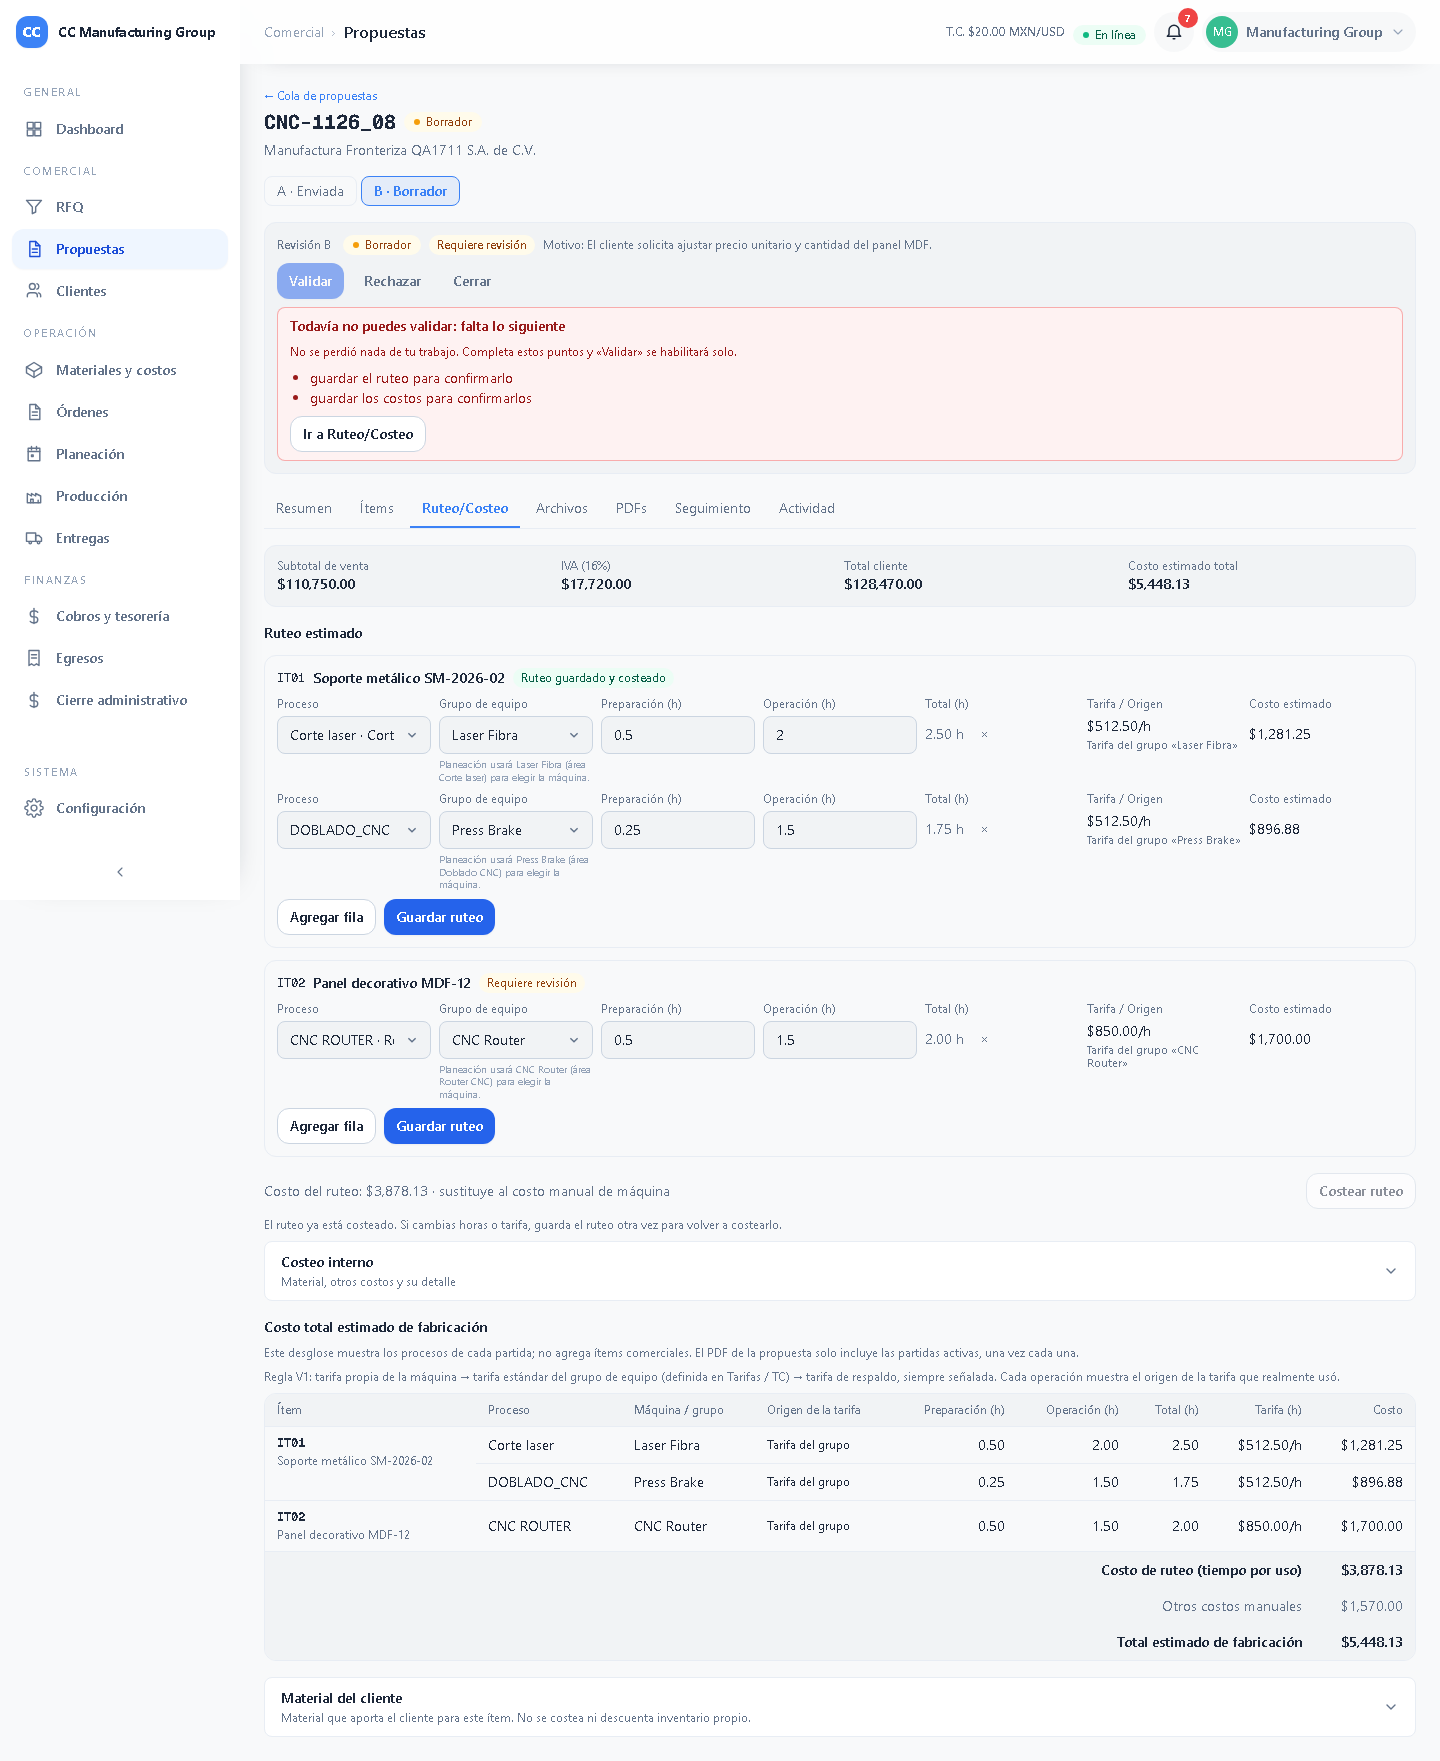 CC CC Manufacturing Group
Comercial › Propuestas
T.C. $20.00 MXN/USD
En línea
7
MG Manufacturing Group
GENERAL
Dashboard
COMERCIAL
RFQ
Propuestas
Clientes
OPERACIÓN
Materiales y costos
Órdenes
Planeación
Producción
Entregas
FINANZAS
Cobros y tesorería
Egresos
Cierre administrativo
SISTEMA
Configuración
← Cola de propuestas
CNC-1126_08 Borrador
Manufactura Fronteriza QA1711 S.A. de C.V.
A · Enviada B · Borrador
Revisión B Borrador Requiere revisión Motivo: El cliente solicita ajustar precio unitario y cantidad del panel MDF.
Validar Rechazar Cerrar
Todavía no puedes validar: falta lo siguiente
No se perdió nada de tu trabajo. Completa estos puntos y «Validar» se habilitará solo.
• guardar el ruteo para confirmarlo
• guardar los costos para confirmarlos
Ir a Ruteo/Costeo
Resumen Ítems Ruteo/Costeo Archivos PDFs Seguimiento Actividad
Subtotal de venta IVA (16%) Total cliente Costo estimado total
$110,750.00 $17,720.00 $128,470.00 $5,448.13
Ruteo estimado
IT01 Soporte metálico SM-2026-02 Ruteo guardado y costeado
Proceso Grupo de equipo Preparación (h) Operación (h) Total (h) Tarifa / Origen Costo estimado
Corte laser · Cort Laser Fibra 0.5 2 2.50 h × $512.50/h $1,281.25
Tarifa del grupo «Laser Fibra»
Planeación usará Laser Fibra (área
Corte laser) para elegir la máquina.
Proceso Grupo de equipo Preparación (h) Operación (h) Total (h) Tarifa / Origen Costo estimado
DOBLADO_CNC Press Brake 0.25 1.5 1.75 h × $512.50/h $896.88
Tarifa del grupo «Press Brake»
Planeación usará Press Brake (área
Doblado CNC) para elegir la
máquina.
Agregar fila Guardar ruteo
IT02 Panel decorativo MDF-12 Requiere revisión
Proceso Grupo de equipo Preparación (h) Operación (h) Total (h) Tarifa / Origen Costo estimado
CNC ROUTER · R CNC Router 0.5 1.5 2.00 h × $850.00/h $1,700.00
Tarifa del grupo «CNC
Router»
Planeación usará CNC Router (área
Router CNC) para elegir la
máquina.
Agregar fila Guardar ruteo
Costo del ruteo: $3,878.13 · sustituye al costo manual de máquina Costear ruteo
El ruteo ya está costeado. Si cambias horas o tarifa, guarda el ruteo otra vez para volver a costearlo.
Costeo interno
Material, otros costos y su detalle
Costo total estimado de fabricación
Este desglose muestra los procesos de cada partida; no agrega ítems comerciales. El PDF de la propuesta solo incluye las partidas activas, una vez cada una.
Regla V1: tarifa propia de la máquina → tarifa estándar del grupo de equipo (definida en Tarifas / TC) → tarifa de respaldo, siempre señalada. Cada operación muestra el origen de la tarifa que realmente usó.
Ítem Proceso Máquina / grupo Origen de la tarifa Preparación (h) Operación (h) Total (h) Tarifa (h) Costo
IT01 Corte laser Laser Fibra Tarifa del grupo 0.50 2.00 2.50 $512.50/h $1,281.25
Soporte metálico SM-2026-02
DOBLADO_CNC Press Brake Tarifa del grupo 0.25 1.50 1.75 $512.50/h $896.88
IT02 CNC ROUTER CNC Router Tarifa del grupo 0.50 1.50 2.00 $850.00/h $1,700.00
Panel decorativo MDF-12
Costo de ruteo (tiempo por uso) $3,878.13
Otros costos manuales $1,570.00
Total estimado de fabricación $5,448.13
Material del cliente
Material que aporta el cliente para este ítem. No se costea ni descuenta inventario propio.